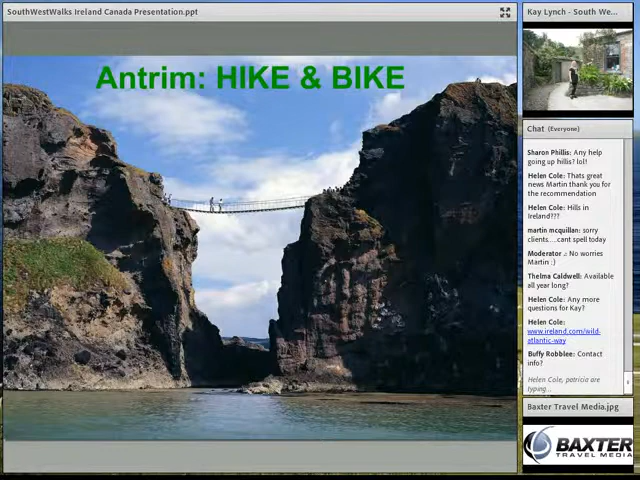 SouthWestWalks Ireland Canada Presentation.ppt
Antrim: HIKE & BIKE
Kay Lynch - South We...
Chat (Everyone)
Sharon Phillis: Any help
going up hillis? lol!
Helen Cole: Thats great
news Martin thank you for
the recommendation
Helen Cole: Hills in
Ireland???
martin mcquillan: sorry
clients....cant spell today
Moderator .: No worries
Martin :)
Thelma Caldwell: Available
all year long?
Helen Cole: Any more
questions for Kay?
Helen Cole:
www.ireland.com/wild-
atlantic-way
Buffy Robblee: Contact
info?
Helen Cole, patricia are
typing...
Baxter Travel Media.jpg
BAXTER
TRAVEL MEDIA